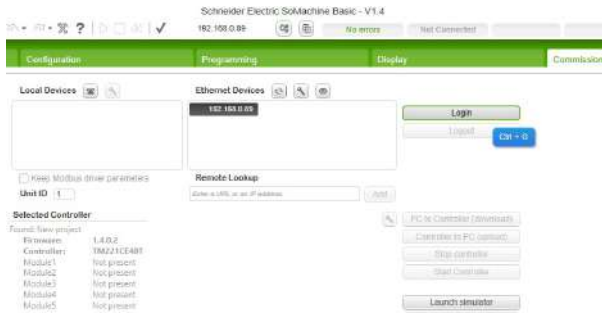 Schneider Electric SoMachine Basic - V1.4
192.168.0.89 No errors Not Connected
Configuration Programming Display Commission
Local Devices Ethernet Devices
192.168.0.89
Login
Logout
Ctrl + G
Keep Modbus driver parameters
Unit ID 1
Remote Lookup
Enter a URL or an IP address Add
Selected Controller
Found: New project
Firmware: 1.4.0.2
Controller: TM221CE40T
Module1 Not present
Module2 Not present
Module3 Not present
Module4 Not present
Module5 Not present
PC to Controller (download)
Controller to PC (upload)
Stop controller
Start Controller
Launch simulator